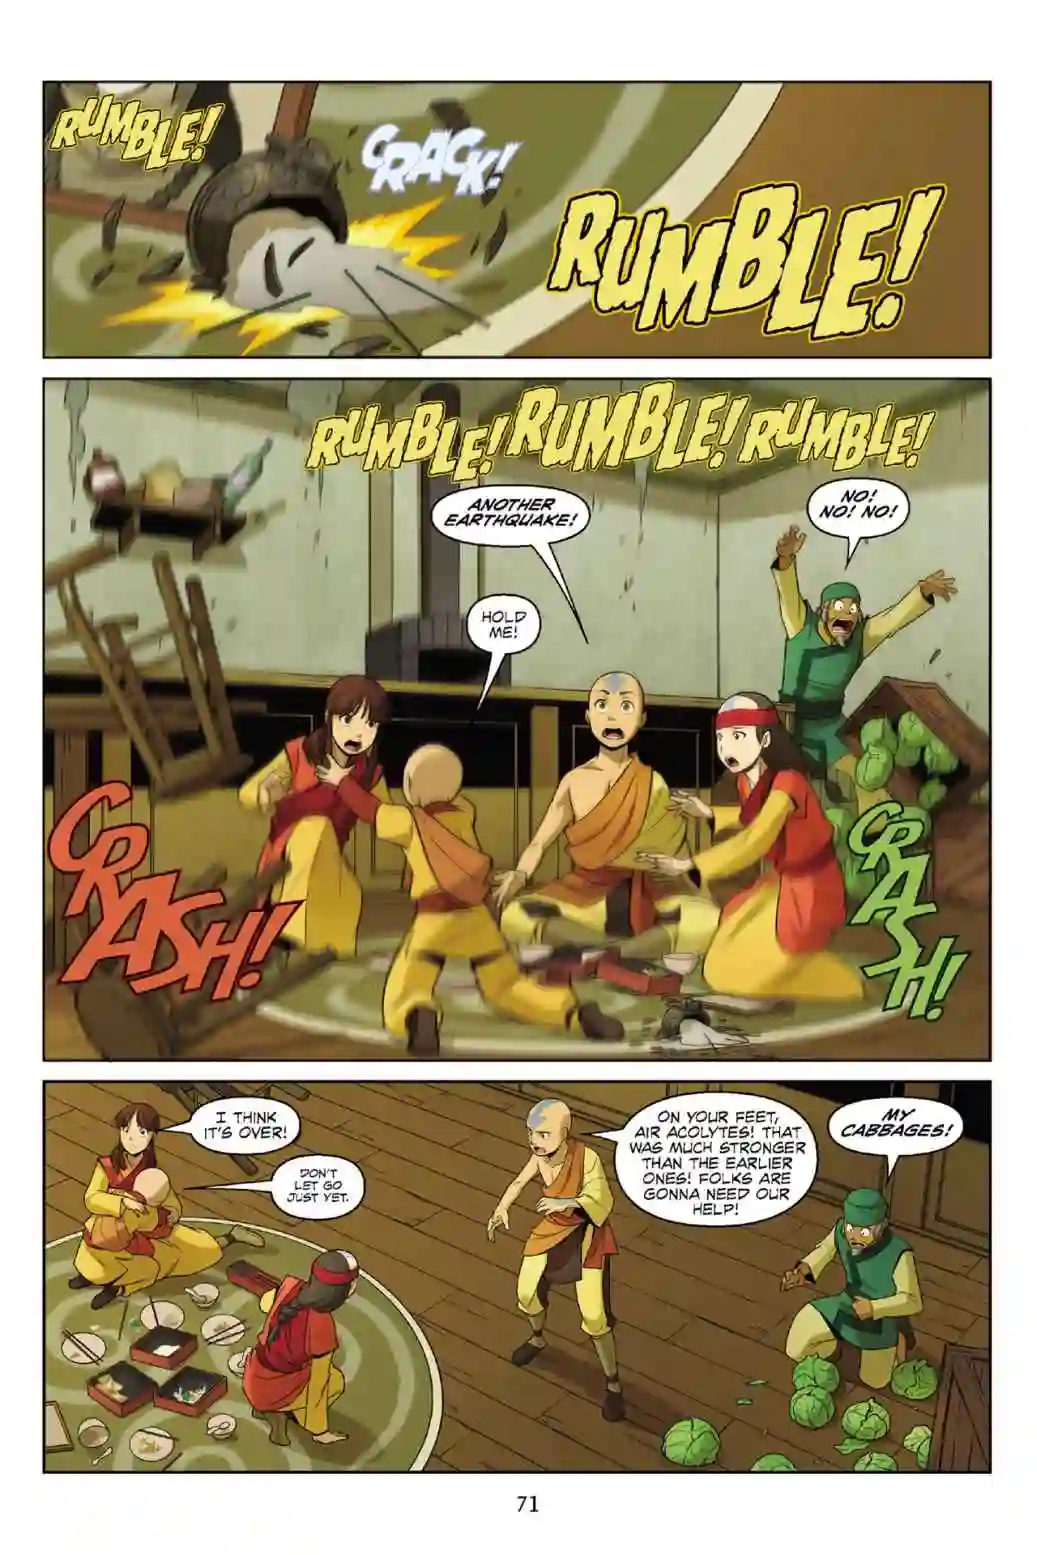 RUMBLE!
CRACK!
RUMBLE!
RUMBLE! RUMBLE! RUMBLE!
ANOTHER
EARTHQUAKE!
NO!
NO! NO!
HOLD
ME!
CRASH!
CRASH!
I THINK
IT'S OVER!
DON'T
LET GO
JUST YET.
ON YOUR FEET,
AIR ACOLYTES! THAT
WAS MUCH STRONGER
THAN THE EARLIER
ONES! FOLKS ARE
GONNA NEED OUR
HELP!
MY
CABBAGES!
71